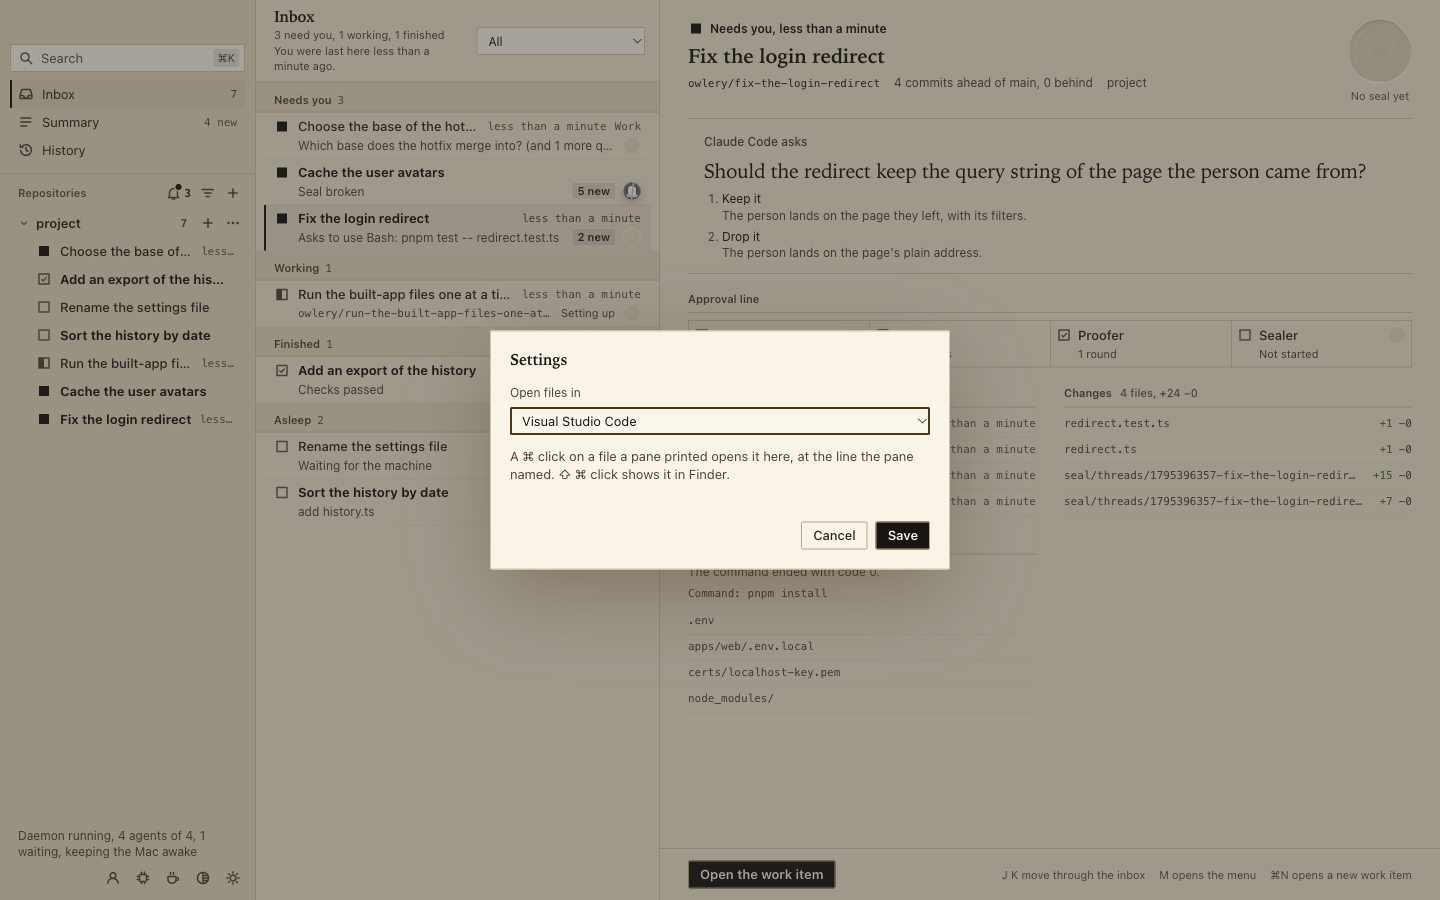 Search ⌘K
Inbox 7
Summary 4 new
History
Repositories 3
project 7
Choose the base of... less...
Add an export of the his...
Rename the settings file
Sort the history by date
Run the built-app fi... less...
Cache the user avatars
Fix the login redirect less...
Daemon running, 4 agents of 4, 1
waiting, keeping the Mac awake
Inbox
3 need you, 1 working, 1 finished
You were last here less than a
minute ago.
All
Needs you 3
Choose the base of the hot... less than a minute Work
Which base does the hotfix merge into? (and 1 more q...
Cache the user avatars
Seal broken 5 new
Fix the login redirect less than a minute
Asks to use Bash: pnpm test -- redirect.test.ts 2 new
Working 1
Run the built-app files one at a ti... less than a minute
owlery/run-the-built-app-files-one-at... Setting up
Finished 1
Add an export of the history
Checks passed
Asleep 2
Rename the settings file
Waiting for the machine
Sort the history by date
add history.ts
Needs you, less than a minute
Fix the login redirect
owlery/fix-the-login-redirect 4 commits ahead of main, 0 behind project
No seal yet
Claude Code asks
Should the redirect keep the query string of the page the person came from?
1. Keep it
The person lands on the page they left, with its filters.
2. Drop it
The person lands on the page's plain address.
Approval line
Proofer
1 round
Sealer
Not started
Settings
Open files in
Visual Studio Code
A ⌘ click on a file a pane printed opens it here, at the line the pane
named. ⇧ ⌘ click shows it in Finder.
Cancel Save
Changes 4 files, +24 −0
than a minute redirect.test.ts +1 −0
than a minute redirect.ts +1 −0
than a minute seal/threads/1795396357-fix-the-login-redir... +15 −0
than a minute seal/threads/1795396357-fix-the-login-redire... +7 −0
The command ended with code 0.
Command: pnpm install
.env
apps/web/.env.local
certs/localhost-key.pem
node_modules/
Open the work item
J K move through the inbox M opens the menu ⌘N opens a new work item